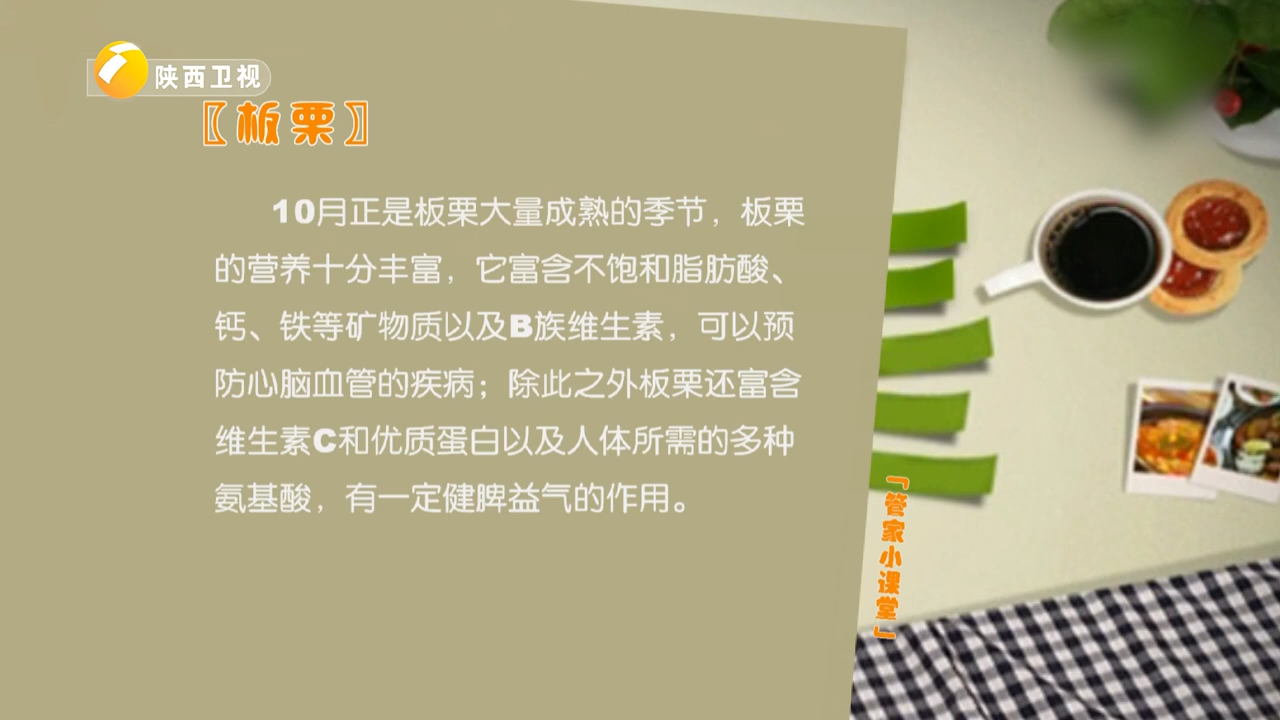 陕西卫视
〖板栗〗
10月正是板栗大量成熟的季节，板栗
的营养十分丰富，它富含不饱和脂肪酸、
钙、铁等矿物质以及B族维生素，可以预
防心脑血管的疾病；除此之外板栗还富含
维生素C和优质蛋白以及人体所需的多种
氨基酸，有一定健脾益气的作用。
「管家小课堂」